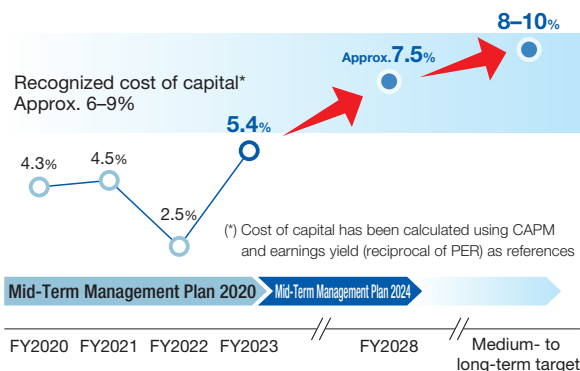 8–10%
Approx.7.5%
Recognized cost of capital*
Approx. 6–9%
5.4%
4.3%
4.5%
2.5%
(*) Cost of capital has been calculated using CAPM
and earnings yield (reciprocal of PER) as references
Mid-Term Management Plan 2020
Mid-Term Management Plan 2024
FY2020
FY2021
FY2022
FY2023
FY2028
Medium- to
long-term target